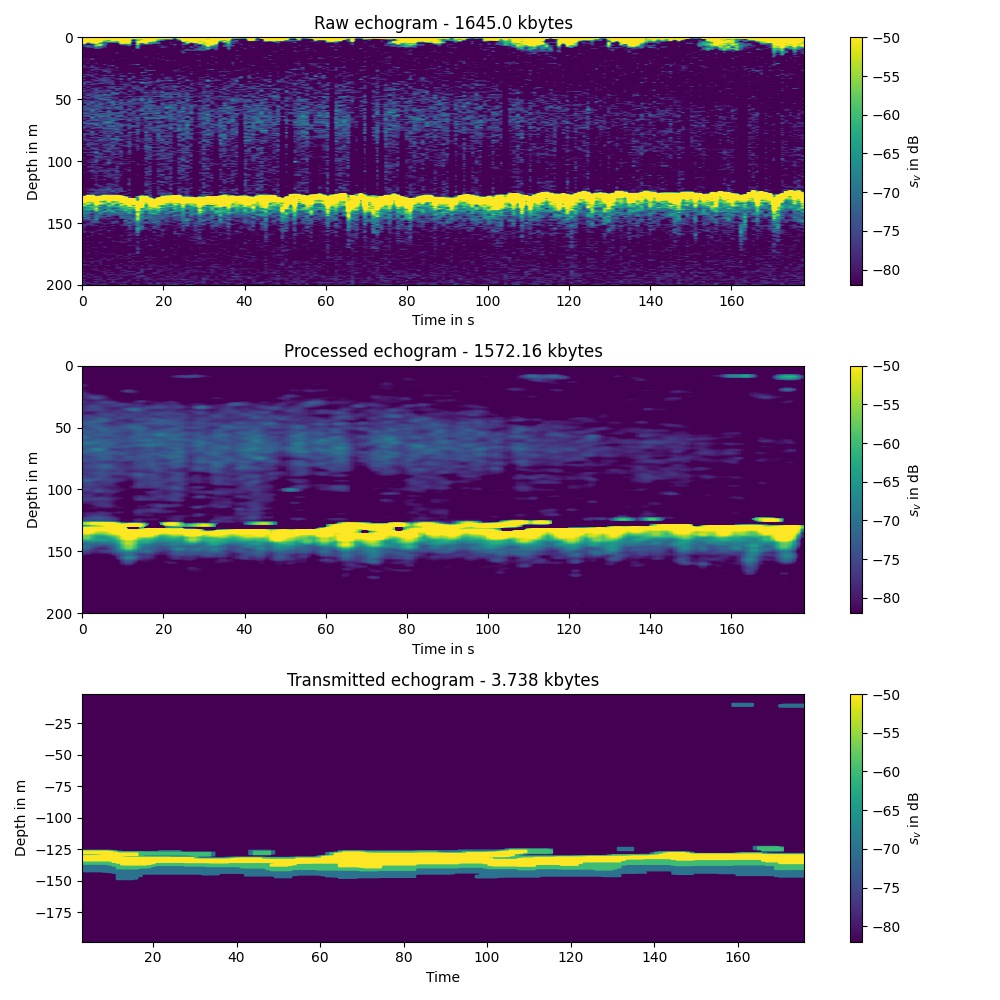 Raw echogram - 1645.0 kbytes
0
50
100
150
200
Depth in m
0 20 40 60 80 100 120 140 160
Time in s
−50
−55
−60
−65
−70
−75
−80
sv in dB
Processed echogram - 1572.16 kbytes
0
50
100
150
200
Depth in m
0 20 40 60 80 100 120 140 160
Time in s
−50
−55
−60
−65
−70
−75
−80
sv in dB
Transmitted echogram - 3.738 kbytes
−25
−50
−75
−100
−125
−150
−175
Depth in m
20 40 60 80 100 120 140 160
Time
−50
−55
−60
−65
−70
−75
−80
sv in dB